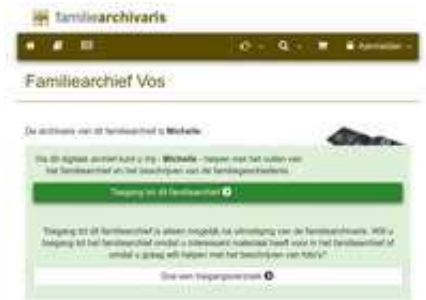 familiearchivaris
Aanmelden
Familiearchief Vos
De archivaris van dit familiearchief is Michelle
Via dit digitale archief kunt u mij - Michelle - helpen met het vullen van
het familiearchief en het beschrijven van de familiegeschiedenis.
Toegang tot dit familiearchief
Toegang tot dit familiearchief is alleen mogelijk na uitnodiging van de familiearchivaris. Wilt u
toegang tot het familiearchief omdat u interessant materiaal heeft voor in het familiearchief of
omdat u graag wilt helpen met het beschrijven van foto's?
Doe een toegangsverzoek